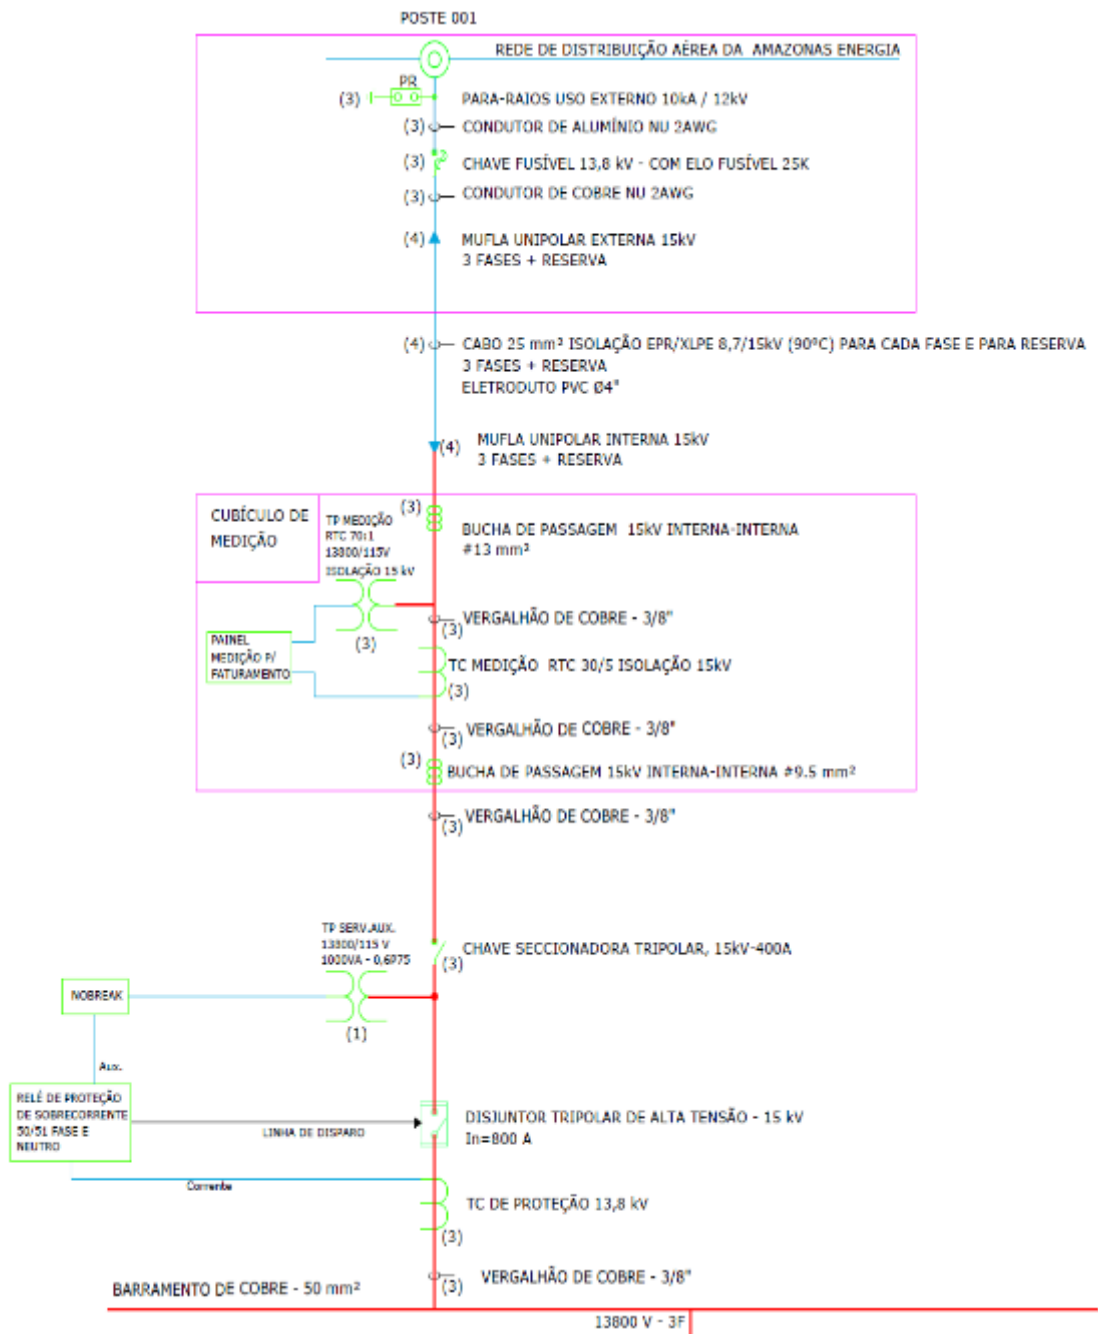 POSTE 001
REDE DE DISTRIBUIÇÃO AÉREA DA AMAZONAS ENERGIA
PR
(3)
PARA-RAIOS USO EXTERNO 10kA / 12kV
(3)
CONDUTOR DE ALUMÍNIO NU 2AWG
(3)
CHAVE FUSÍVEL 13,8 kV - COM ELO FUSÍVEL 25K
(3)
CONDUTOR DE COBRE NU 2AWG
(4)
MUFLA UNIPOLAR EXTERNA 15kV
3 FASES + RESERVA
(4)
CABO 25 mm² ISOLAÇÃO EPR/XLPE 8,7/15kV (90°C) PARA CADA FASE E PARA RESERVA
3 FASES + RESERVA
ELETRODUTO PVC Ø4"
(4)
MUFLA UNIPOLAR INTERNA 15kV
3 FASES + RESERVA
CUBÍCULO DE
MEDIÇÃO
TP MEDIÇÃO
RTC 70:1
13800/115V
ISOLAÇÃO 15 kV
(3)
(3)
BUCHA DE PASSAGEM 15kV INTERNA-INTERNA
#13 mm²
(3)
VERGALHÃO DE COBRE - 3/8"
PAINEL
MEDIÇÃO P/
FATURAMENTO
TC MEDIÇÃO RTC 30/5 ISOLAÇÃO 15kV
(3)
(3)
VERGALHÃO DE COBRE - 3/8"
(3)
BUCHA DE PASSAGEM 15kV INTERNA-INTERNA #9.5 mm²
(3)
VERGALHÃO DE COBRE - 3/8"
TP SERV.AUX.
13800/115 V
1000VA - 0,6P75
(1)
CHAVE SECCIONADORA TRIPOLAR, 15kV-400A
(3)
NOBREAK
Aux.
RELÉ DE PROTEÇÃO
DE SOBRECORRENTE
50/51 FASE E
NEUTRO
LINHA DE DISPARO
DISJUNTOR TRIPOLAR DE ALTA TENSÃO - 15 kV
In=800 A
Corrente
TC DE PROTEÇÃO 13,8 kV
(3)
(3)
VERGALHÃO DE COBRE - 3/8"
BARRAMENTO DE COBRE - 50 mm²
13800 V - 3F